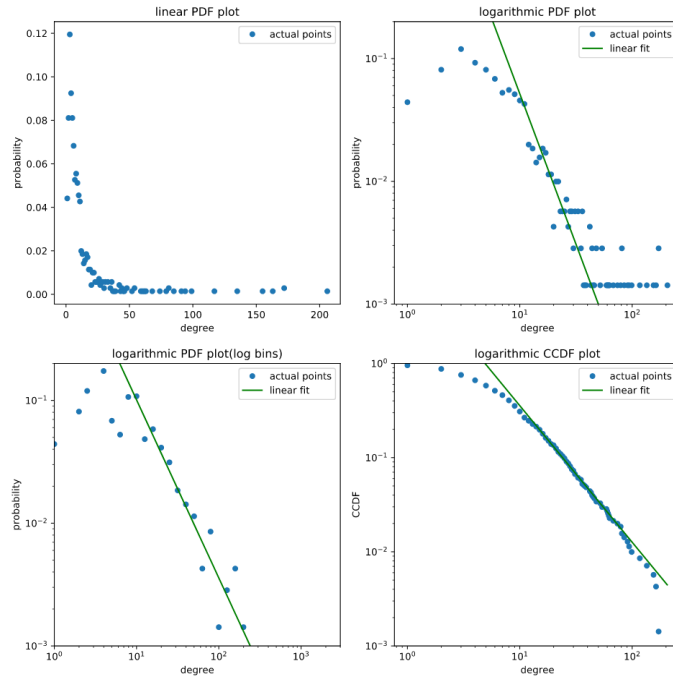 linear PDF plot
actual points
probability
0.12
0.10
0.08
0.06
0.04
0.02
0.00
0
50
100
150
200
degree
logarithmic PDF plot
actual points
linear fit
probability
10⁻¹
10⁻²
10⁻³
10⁰
10¹
10²
degree
logarithmic PDF plot(log bins)
actual points
linear fit
probability
10⁻¹
10⁻²
10⁻³
10⁰
10¹
10²
10³
degree
logarithmic CCDF plot
actual points
linear fit
CCDF
10⁰
10⁻¹
10⁻²
10⁻³
10⁰
10¹
10²
degree